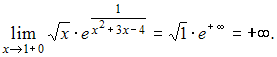 lim_{x→1+0} √x · e^{1/(x²+3x−4)} = √1 · e^{+∞} = +∞.